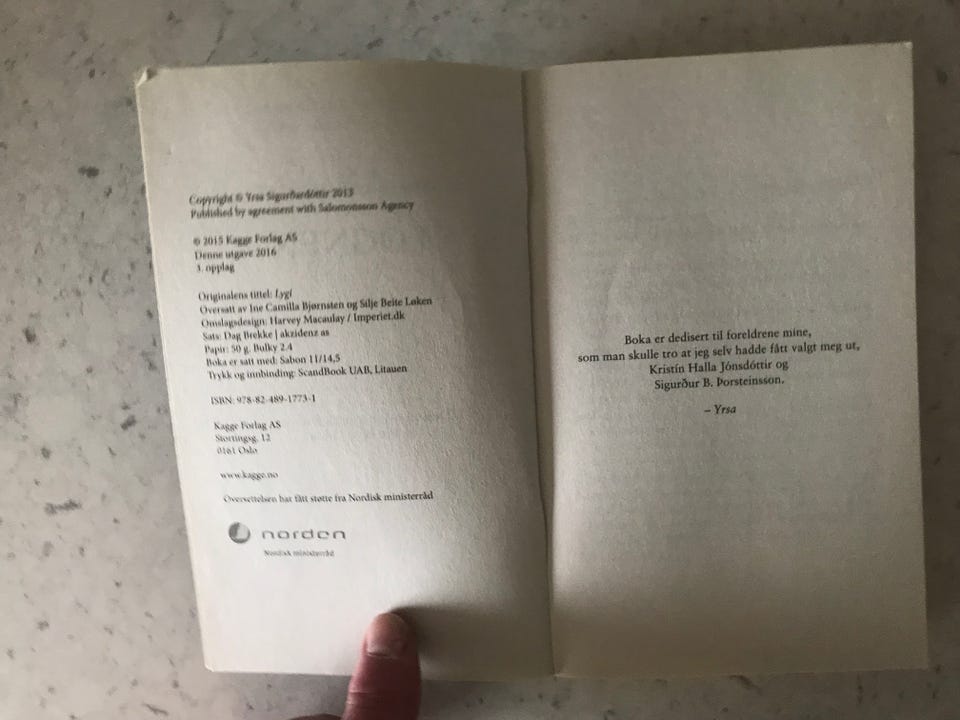 Copyright © Yrsa Sigurðardóttir 2013
Published by agreement with Salomonsson Agency
© 2015 Kagge Forlag AS
Denne utgave 2016
3. opplag
Originalens tittel: Lygi
Oversatt av Ine Camilla Bjørnsten og Silje Beite Løken
Omslagsdesign: Harvey Macaulay / Imperiet.dk
Sats: Dag Brekke | akzidenz as
Papir: 50 g. Bulky 2.4
Boka er satt med: Sabon 11/14,5
Trykk og innbinding: ScandBook UAB, Litauen
ISBN: 978-82-489-1773-1
Kagge Forlag AS
Stortingsg. 12
0161 Oslo
www.kagge.no
Oversettelsen har fått støtte fra Nordisk ministerråd
norden
Nordisk ministerråd
Boka er dedisert til foreldrene mine,
som man skulle tro at jeg selv hadde fått valgt meg ut,
Kristín Halla Jónsdóttir og
Sigurður B. Þorsteinsson.
– Yrsa